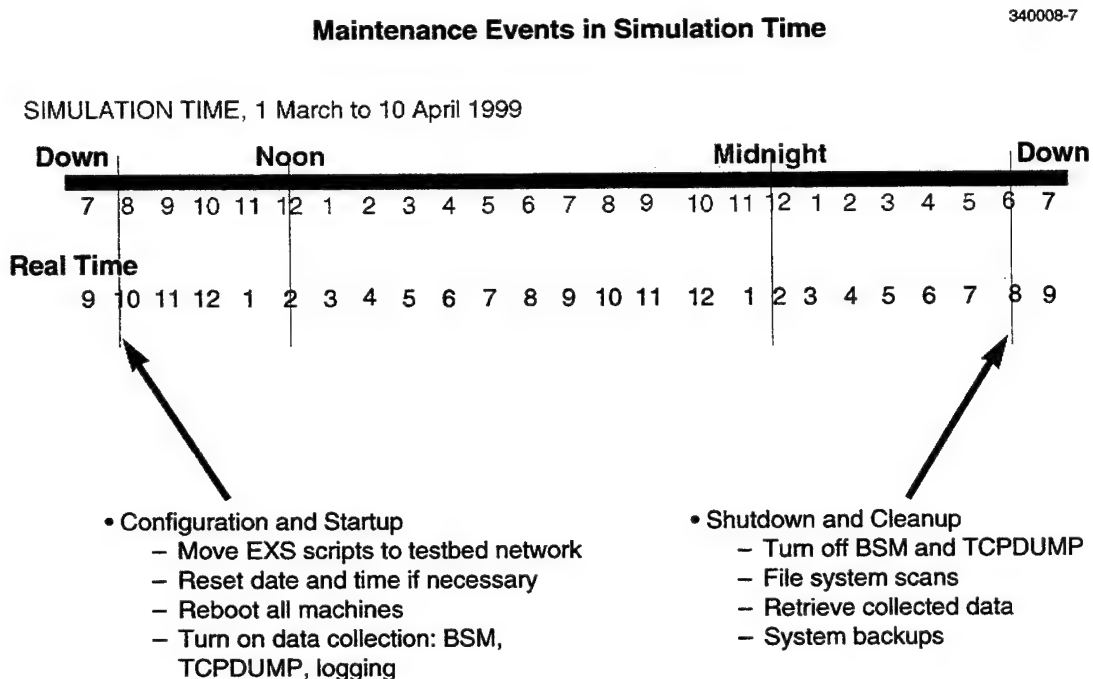 340008-7
Maintenance Events in Simulation Time
SIMULATION TIME, 1 March to 10 April 1999
Down Noon Midnight Down
7 8 9 10 11 12 1 2 3 4 5 6 7 8 9 10 11 12 1 2 3 4 5 6 7
Real Time
9 10 11 12 1 2 3 4 5 6 7 8 9 10 11 12 1 2 3 4 5 6 7 8 9
• Configuration and Startup
– Move EXS scripts to testbed network
– Reset date and time if necessary
– Reboot all machines
– Turn on data collection: BSM,
TCPDUMP, logging
• Shutdown and Cleanup
– Turn off BSM and TCPDUMP
– File system scans
– Retrieve collected data
– System backups